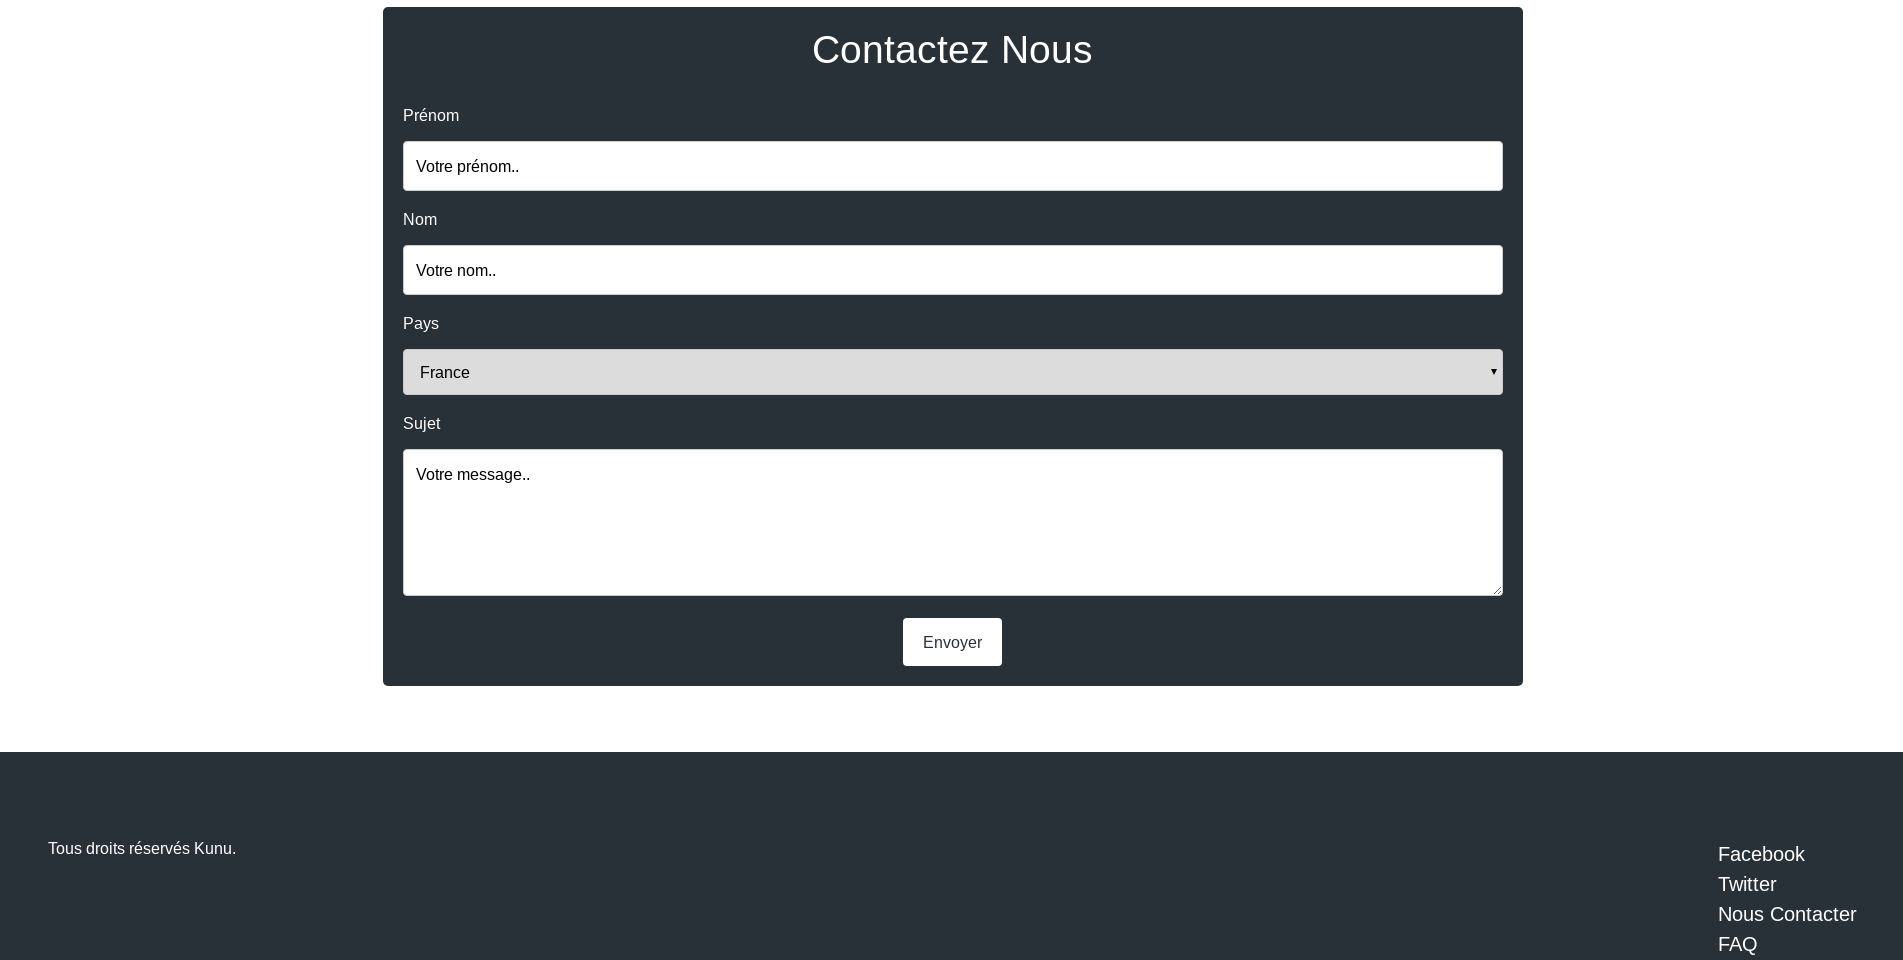 Contactez Nous
Prénom
Votre prénom..
Nom
Votre nom..
Pays
France
Sujet
Votre message..
Envoyer
Tous droits réservés Kunu.
Facebook
Twitter
Nous Contacter
FAQ